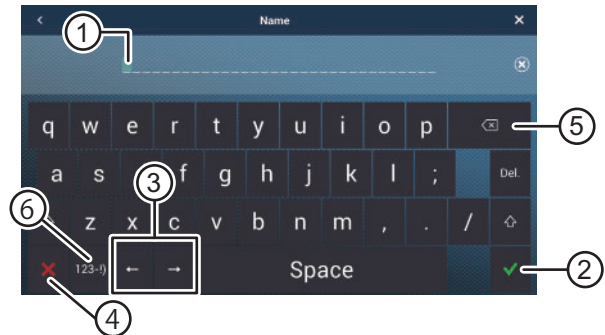 Name
1
q w e r t y u i o p
5
a s f g h j k l ; Del.
3
6
z x c v b n m , . /
123-!) ← → Space
2
4